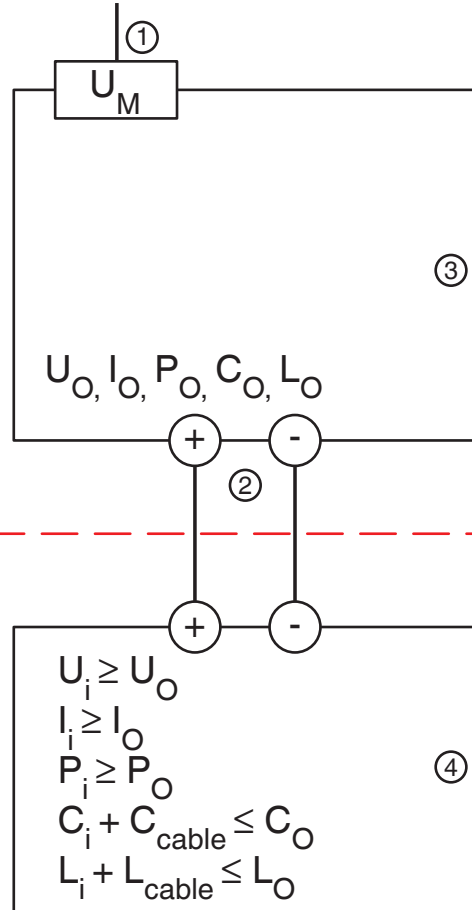 ①
U_M
③
U_O, I_O, P_O, C_O, L_O
+ -
②
+ -
U_i ≥ U_O
I_i ≥ I_O
P_i ≥ P_O
④
C_i + C_cable ≤ C_O
L_i + L_cable ≤ L_O